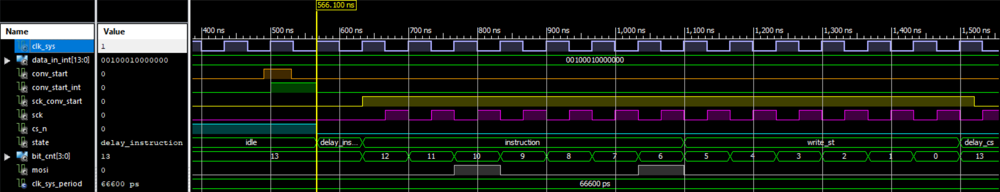 566.100 ns
Name Value 400 ns 500 ns 600 ns 700 ns 800 ns 900 ns 1,000 ns 1,100 ns 1,200 ns 1,300 ns 1,400 ns 1,500 ns
clk_sys 1
data_in_int[13:0] 00100010000000 00100010000000
conv_start 0
conv_start_int 0
sck_conv_start 0
sck 0
cs_n 0
state delay_instruction idle delay_ins... instruction write_st delay_cs
bit_cnt[3:0] 13 13 12 11 10 9 8 7 6 5 4 3 2 1 0 13
mosi 0
clk_sys_period 66600 ps 66600 ps